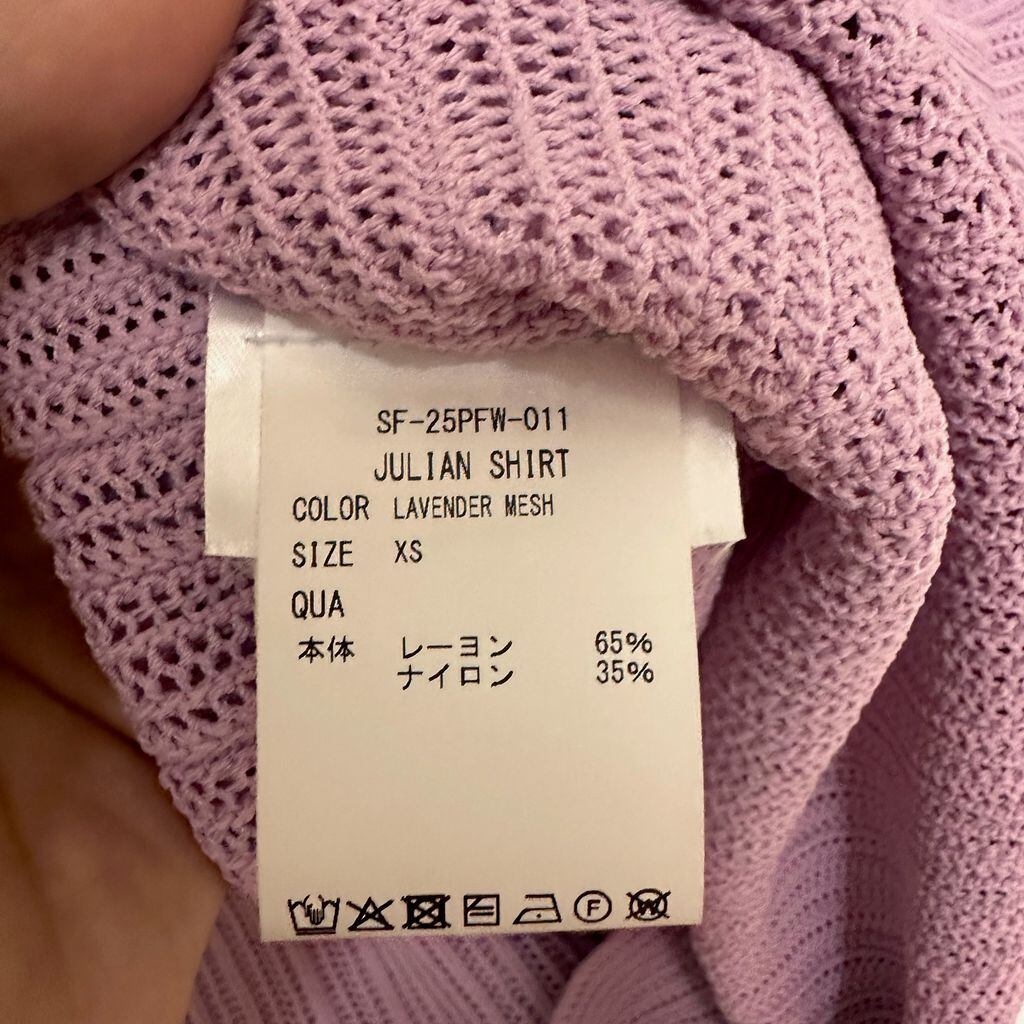 SF-25PFW-011
JULIAN SHIRT
COLOR LAVENDER MESH
SIZE XS
QUA
本体 レーヨン 65%
ナイロン 35%
F W